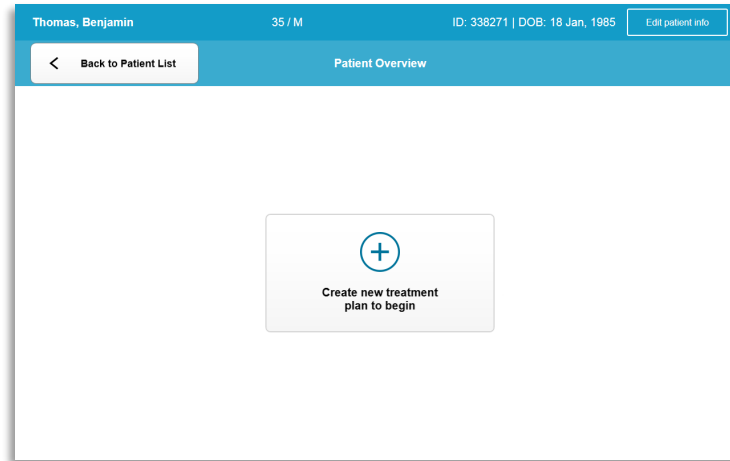 Thomas, Benjamin 35 / M ID: 338271 | DOB: 18 Jan, 1985 Edit patient info
Back to Patient List Patient Overview
Create new treatment
plan to begin